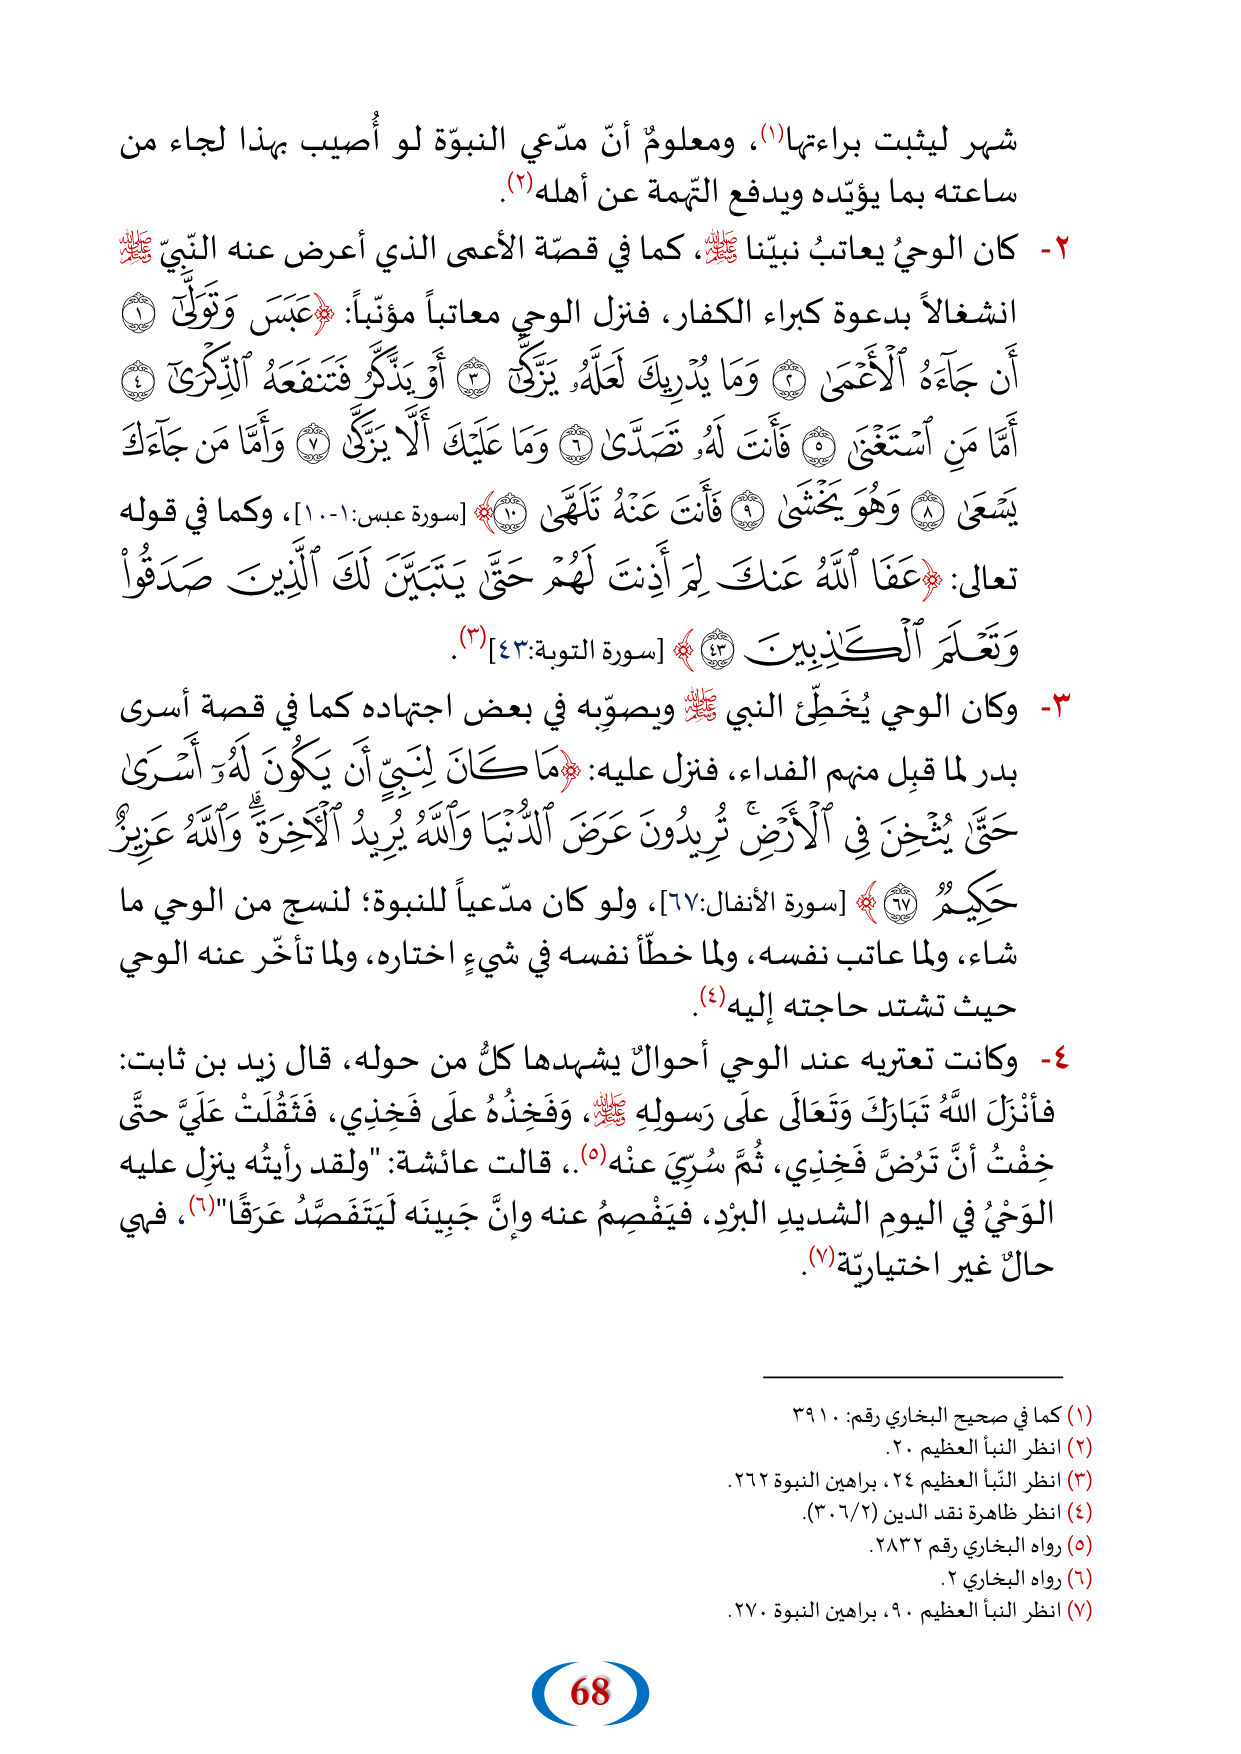 شهر ليثبت براءتها(١)، ومعلومٌ أنّ مدّعي النبوّة لو أُصيب بهذا لجاء من
ساعته بما يؤيّده ويدفع التّهمة عن أهله(٢).
٢- كان الوحيُ يعاتبُ نبيّنا ﷺ، كما في قصّة الأعمى الذي أعرض عنه النّبيّ ﷺ
انشغالاً بدعوة كبراء الكفار، فنزل الوحي معاتباً مؤنّباً: ﴿عَبَسَ وَتَوَلَّىٰٓ ١
أَن جَآءَهُ ٱلْأَعْمَىٰ ٢ وَمَا يُدْرِيكَ لَعَلَّهُۥ يَزَّكَّىٰٓ ٣ أَوْ يَذَّكَّرُ فَتَنفَعَهُ ٱلذِّكْرَىٰٓ ٤
أَمَّا مَنِ ٱسْتَغْنَىٰ ٥ فَأَنتَ لَهُۥ تَصَدَّىٰ ٦ وَمَا عَلَيْكَ أَلَّا يَزَّكَّىٰ ٧ وَأَمَّا مَن جَآءَكَ
يَسْعَىٰ ٨ وَهُوَ يَخْشَىٰ ٩ فَأَنتَ عَنْهُ تَلَهَّىٰ ١٠﴾ [سورة عبس:١-١٠]، وكما في قوله
تعالى: ﴿عَفَا ٱللَّهُ عَنكَ لِمَ أَذِنتَ لَهُمْ حَتَّىٰ يَتَبَيَّنَ لَكَ ٱلَّذِينَ صَدَقُوا۟
وَتَعْلَمَ ٱلْكَـٰذِبِينَ ٤٣﴾ [سورة التوبة:٤٣](٣).
٣- وكان الوحي يُخَطِّئ النبي ﷺ ويصوِّبه في بعض اجتهاده كما في قصة أسرى
بدر لما قبِل منهم الفداء، فنزل عليه: ﴿مَا كَانَ لِنَبِيٍّ أَن يَكُونَ لَهُۥٓ أَسْرَىٰ
حَتَّىٰ يُثْخِنَ فِي ٱلْأَرْضِ ۚ تُرِيدُونَ عَرَضَ ٱلدُّنْيَا وَٱللَّهُ يُرِيدُ ٱلْآخِرَةَ ۗ وَٱللَّهُ عَزِيزٌ
حَكِيمٌ ٦٧﴾ [سورة الأنفال:٦٧]، ولو كان مدّعياً للنبوة؛ لنسج من الوحي ما
شاء، ولما عاتب نفسه، ولما خطّأ نفسه في شيءٍ اختاره، ولما تأخّر عنه الوحي
حيث تشتد حاجته إليه(٤).
٤- وكانت تعتريه عند الوحي أحوالٌ يشهدها كلُّ من حوله، قال زيد بن ثابت:
فأنْزَلَ اللَّهُ تَبَارَكَ وَتَعَالَى علَى رَسولِهِ ﷺ، وَفَخِذُهُ علَى فَخِذِي، فَثَقُلَتْ عَلَيَّ حتَّى
خِفْتُ أنَّ تَرُضَّ فَخِذِي، ثُمَّ سُرِّيَ عنْه(٥).، قالت عائشة: "ولقد رأيتُه ينزِل عليه
الوَحْيُ في اليومِ الشديدِ البرْدِ، فيَفْصِمُ عنه وإنَّ جَبِينَه لَيَتَفَصَّدُ عَرَقًا"(٦)، فهي
حالٌ غير اختياريّة(٧).
(١) كما في صحيح البخاري رقم: ٣٩١٠
(٢) انظر النبأ العظيم ٢٠.
(٣) انظر النّبأ العظيم ٢٤، براهين النبوة ٢٦٢.
(٤) انظر ظاهرة نقد الدين (٣٠٦/٢).
(٥) رواه البخاري رقم ٢٨٣٢.
(٦) رواه البخاري ٢.
(٧) انظر النبأ العظيم ٩٠، براهين النبوة ٢٧٠.
68